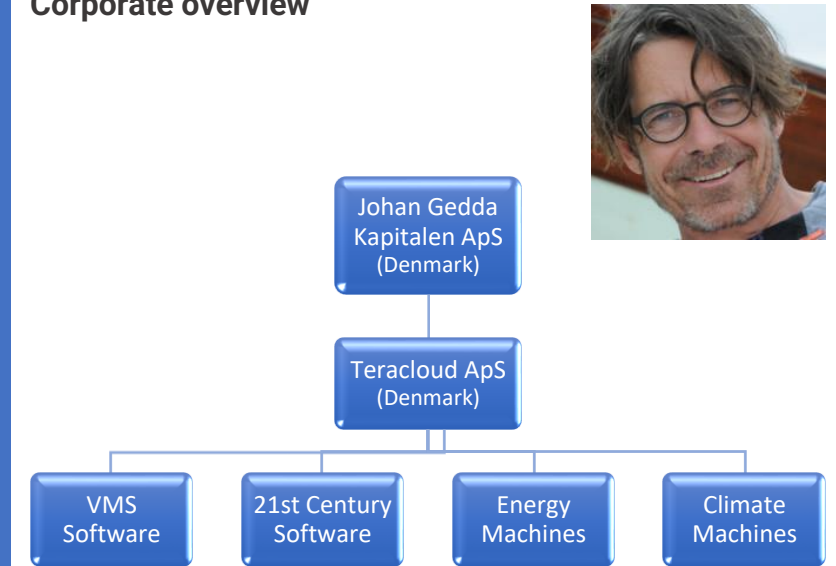 Corporate overview
Johan Gedda
Kapitalen ApS
(Denmark)
Teracloud ApS
(Denmark)
VMS
Software
21st Century
Software
Energy
Machines
Climate
Machines